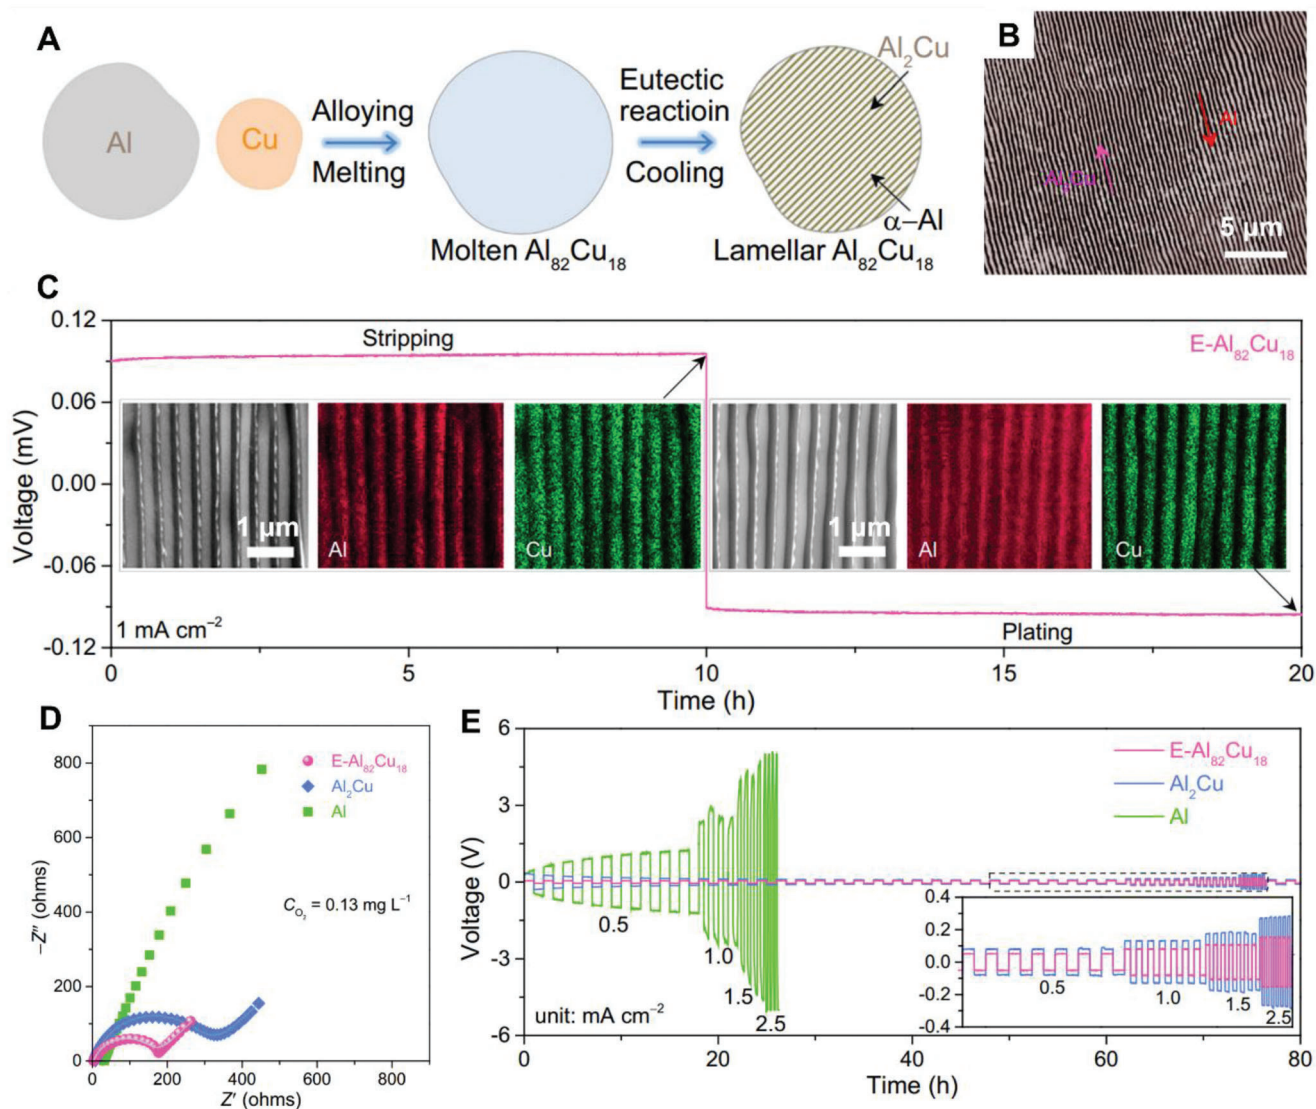 A
Al
Cu
Alloying
Melting
Molten Al₈₂Cu₁₈
Eutectic
reactioin
Cooling
Al₂Cu
α–Al
Lamellar Al₈₂Cu₁₈
B
Al
Al₂Cu
5 μm
C
0.12
0.06
0.00
-0.06
-0.12
Voltage (mV)
Stripping
E-Al₈₂Cu₁₈
1 μm
Al
Cu
1 μm
Al
Cu
1 mA cm⁻²
Plating
0
5
10
15
20
Time (h)
D
800
600
400
200
0
−Z″ (ohms)
E-Al₈₂Cu₁₈
Al₂Cu
Al
C_O₂ = 0.13 mg L⁻¹
0
200
400
600
800
Z′ (ohms)
E
6
3
0
-3
-6
Voltage (V)
E-Al₈₂Cu₁₈
Al₂Cu
Al
0.5
1.0
1.5
2.5
unit: mA cm⁻²
0.4
0.2
0.0
-0.2
-0.4
0.5
1.0
1.5
2.5
0
20
40
60
80
Time (h)